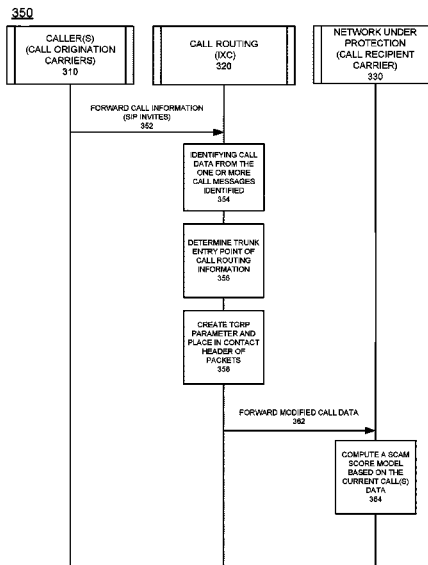 350
CALLER(S)
(CALL ORIGINATION
CARRIERS)
310
CALL ROUTING
(IXC)
320
NETWORK UNDER
PROTECTION
(CALL RECIPIENT
CARRIER)
330
FORWARD CALL INFORMATION
(SIP INVITES)
352
IDENTIFYING CALL
DATA FROM THE
ONE OR MORE
CALL MESSAGES
IDENTIFIED
354
DETERMINE TRUNK
ENTRY POINT OF
CALL ROUTING
INFORMATION
356
CREATE TGRP
PARAMETER AND
PLACE IN CONTACT
HEADER OF
PACKETS
358
FORWARD MODIFIED CALL DATA
362
COMPUTE A SCAM
SCORE MODEL
BASED ON THE
CURRENT CALL(S)
DATA
364